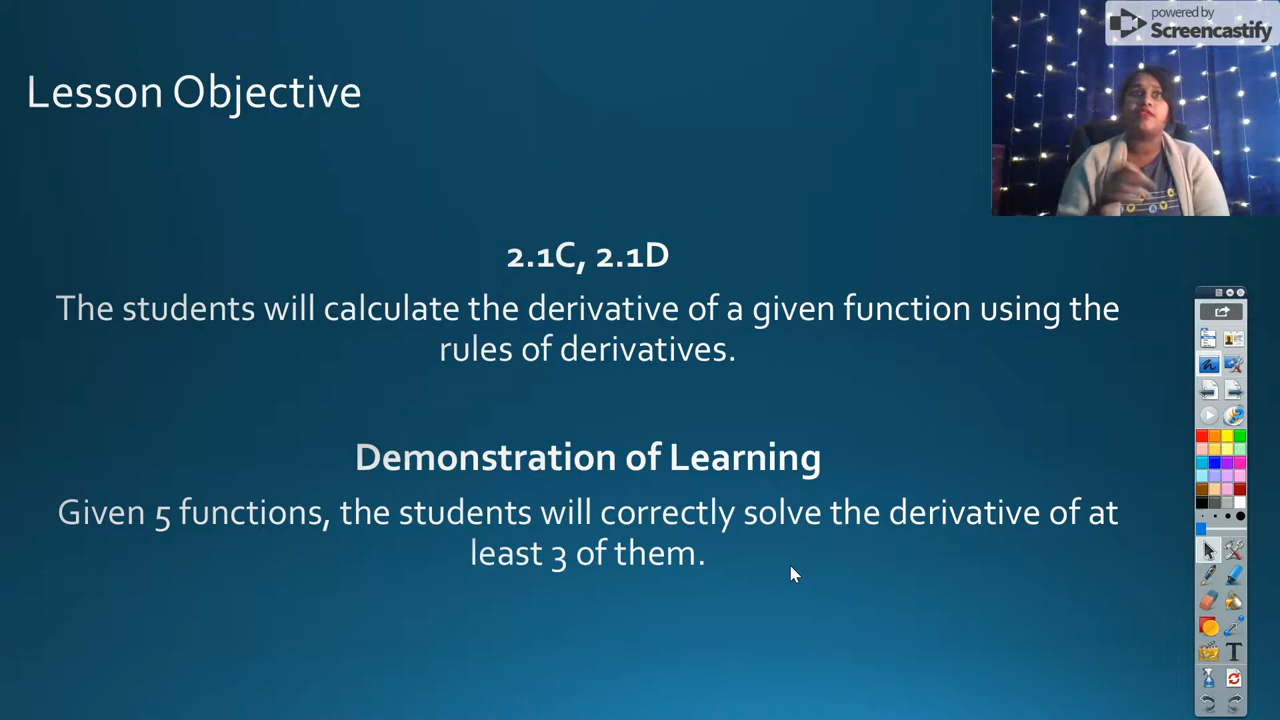 powered by
Screencastify
Lesson Objective
2.1C, 2.1D
The students will calculate the derivative of a given function using the
rules of derivatives.
Demonstration of Learning
Given 5 functions, the students will correctly solve the derivative of at
least 3 of them.
T